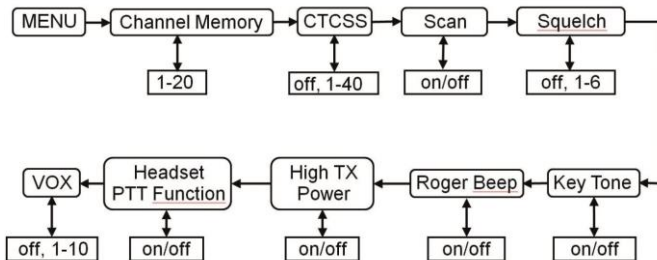 MENU
Channel Memory
CTCSS
Scan
Squelch
1-20
off, 1-40
on/off
off, 1-6
VOX
Headset
PTT Function
High TX
Power
Roger Beep
Key Tone
off, 1-10
on/off
on/off
on/off
on/off